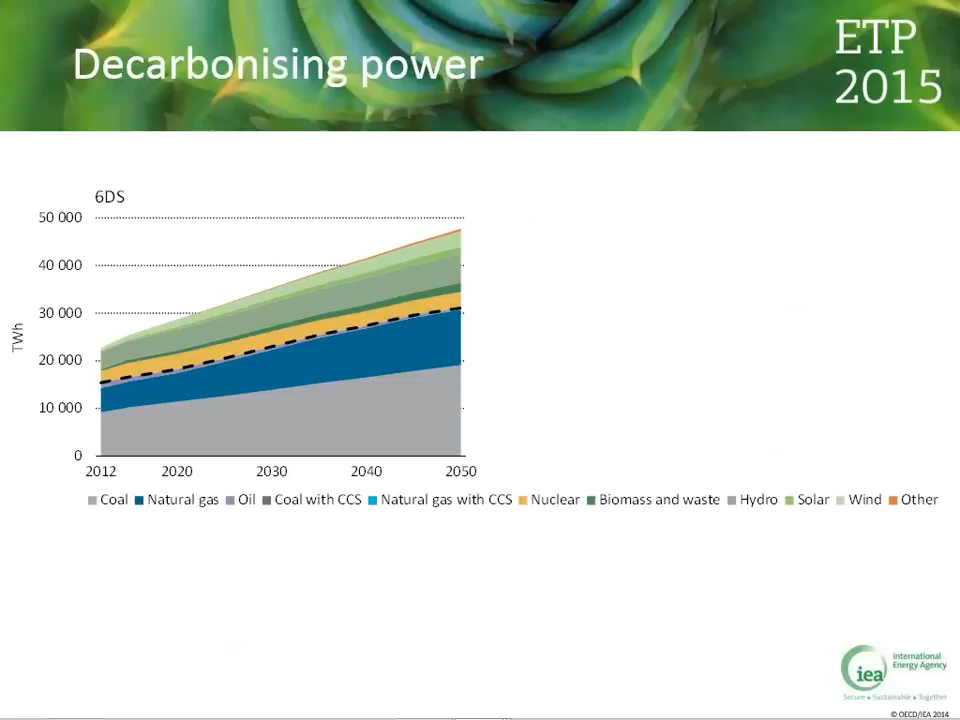 Decarbonising power
ETP
2015
6DS
50 000
40 000
30 000
20 000
10 000
0
TWh
2012 2020 2030 2040 2050
Coal Natural gas Oil Coal with CCS Natural gas with CCS Nuclear Biomass and waste Hydro Solar Wind Other
iea
International
Energy Agency
Secure Sustainable Together
© OECD/IEA 2014